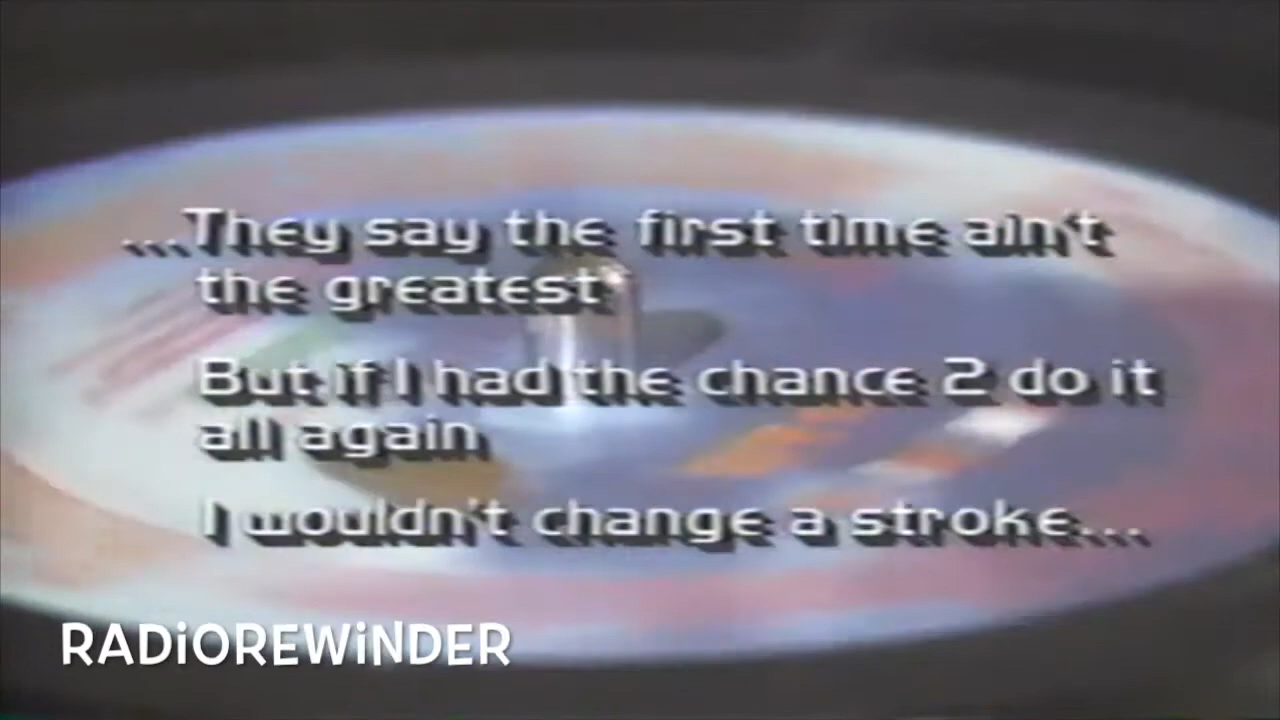 ...They say the first time ain't
the greatest
But if I had the chance 2 do it
all again
I wouldn't change a stroke...
RADiOREWiNDER